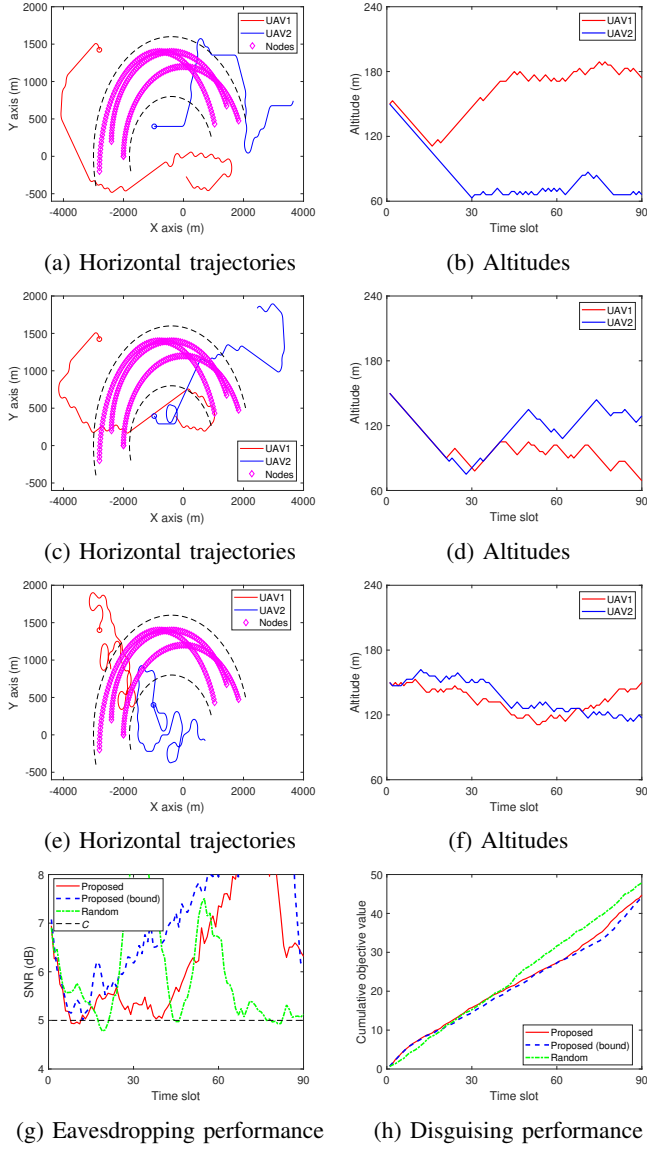 2000
1500
1000
500
0
-500
Y axis (m)
-4000 -2000 0 2000 4000
X axis (m)
UAV1
UAV2
Nodes
(a) Horizontal trajectories
240
180
120
60
Altitude (m)
0 30 60 90
Time slot
UAV1
UAV2
(b) Altitudes
2000
1500
1000
500
0
-500
Y axis (m)
-4000 -2000 0 2000 4000
X axis (m)
UAV1
UAV2
Nodes
(c) Horizontal trajectories
240
180
120
60
Altitude (m)
0 30 60 90
Time slot
UAV1
UAV2
(d) Altitudes
2000
1500
1000
500
0
-500
Y axis (m)
-4000 -2000 0 2000 4000
X axis (m)
UAV1
UAV2
Nodes
(e) Horizontal trajectories
240
180
120
60
Altitude (m)
0 30 60 90
Time slot
UAV1
UAV2
(f) Altitudes
8
7
6
5
4
SNR (dB)
0 30 60 90
Time slot
Proposed
Proposed (bound)
Random
C
(g) Eavesdropping performance
50
40
30
20
10
0
Cumulative objective value
0 30 60 90
Time slot
Proposed
Proposed (bound)
Random
(h) Disguising performance